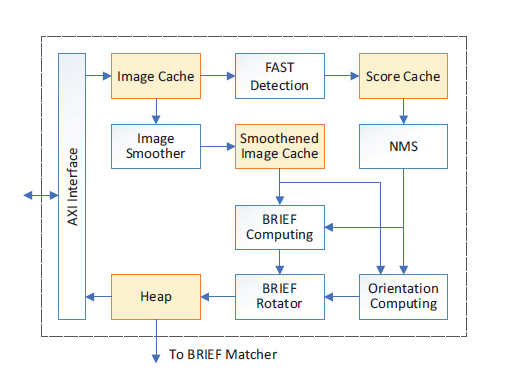 AXI Interface
Image Cache
FAST
Detection
Score Cache
Image
Smoother
Smoothened
Image Cache
NMS
BRIEF
Computing
Heap
BRIEF
Rotator
Orientation
Computing
To BRIEF Matcher